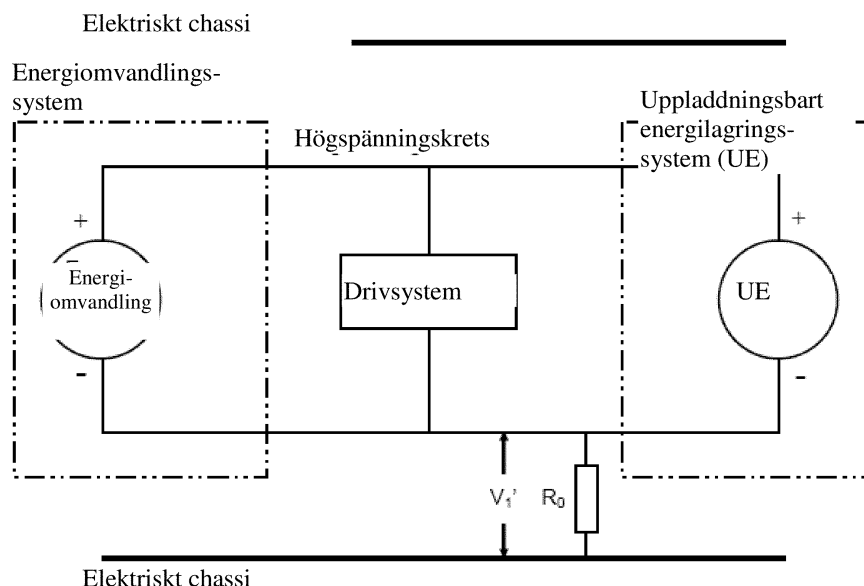 Elektriskt chassi
Energiomvandlings-
system
Uppladdningsbart
energilagrings-
system (UE)
Högspänningskrets
+
+
Energi-
omvandling
Drivsystem
UE
-
-
V₁'
R₀
Elektriskt chassi